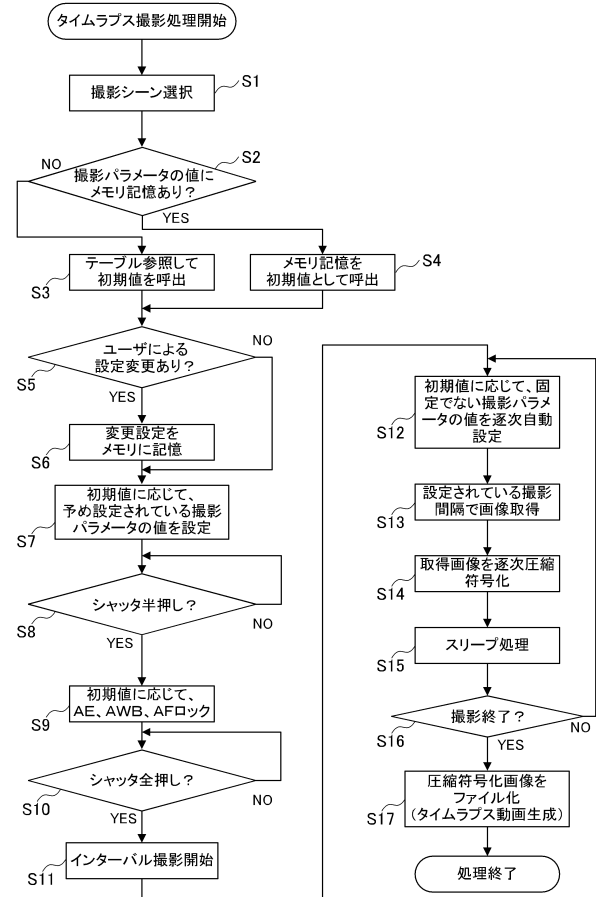 タイムラプス撮影処理開始
撮影シーン選択
S1
撮影パラメータの値に
メモリ記憶あり？
S2
NO
YES
テーブル参照して
初期値を呼出
S3
メモリ記憶を
初期値として呼出
S4
ユーザによる
設定変更あり？
S5
NO
YES
変更設定を
メモリに記憶
S6
初期値に応じて、
予め設定されている撮影
パラメータの値を設定
S7
シャッタ半押し？
S8
NO
YES
初期値に応じて、
AE、AWB、AFロック
S9
シャッタ全押し？
S10
NO
YES
インターバル撮影開始
S11
初期値に応じて、固
定でない撮影パラメ
ータの値を逐次自動
設定
S12
設定されている撮影
間隔で画像取得
S13
取得画像を逐次圧縮
符号化
S14
スリープ処理
S15
撮影終了？
S16
NO
YES
圧縮符号化画像を
ファイル化
（タイムラプス動画生成）
S17
処理終了